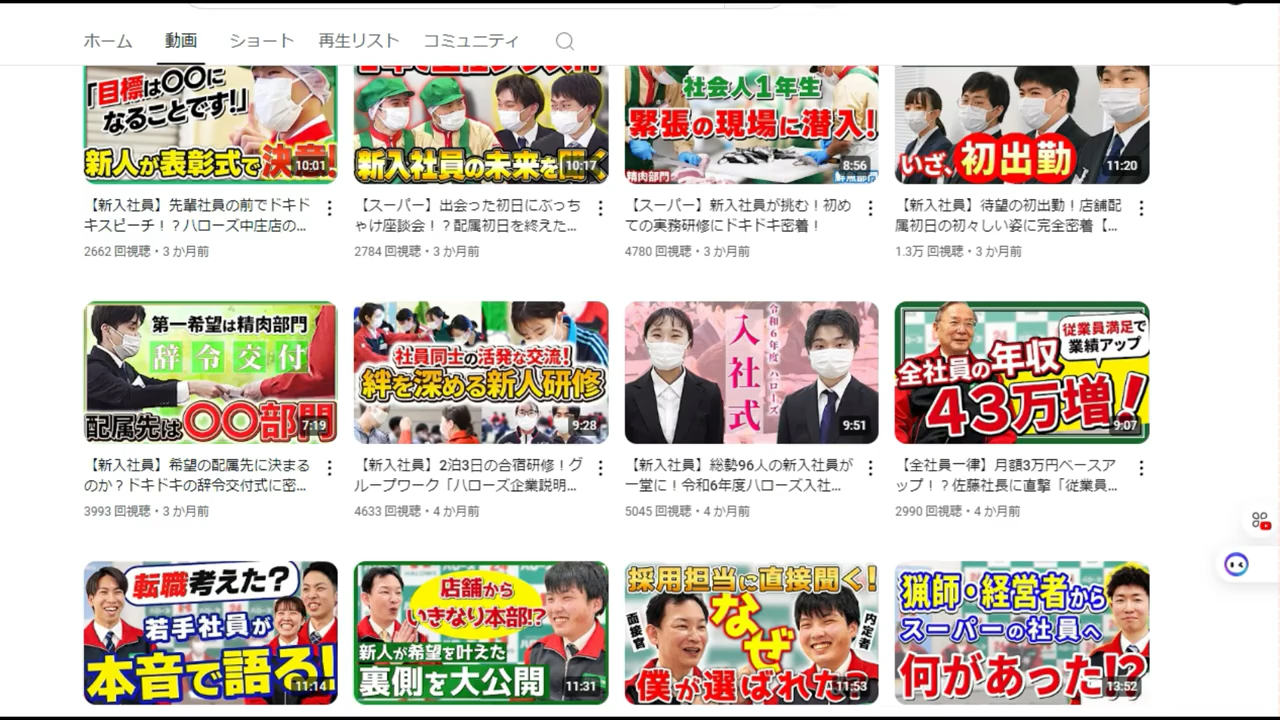 ホーム 動画 ショート 再生リスト コミュニティ
「目標は〇〇に
なることです!」
新人が表彰式で決意!
10:01
新入社員の未来を聞く
10:17
社会人1年生
緊張の現場に潜入!
精肉部門
鮮魚部門
8:56
いざ、初出勤
11:20
【新入社員】先輩社員の前でドキド
キスピーチ！？ハローズ中庄店の...
2662 回視聴・3 か月前
【スーパー】出会った初日にぶっち
ゃけ座談会！？配属初日を終えた...
2784 回視聴・3 か月前
【スーパー】新入社員が挑む！初め
ての実務研修にドキドキ密着！
4780 回視聴・3 か月前
【新入社員】待望の初出勤！店舗配
属初日の初々しい姿に完全密着【...
1.3万 回視聴・3 か月前
第一希望は精肉部門
辞令交付
配属先は〇〇部門
7:19
社員同士の活発な交流!
絆を深める新人研修
9:28
令和6年度 ハローズ
入社式
9:51
従業員満足で
業績アップ
全社員の年収
43万増!
9:07
【新入社員】希望の配属先に決まる
のか？ドキドキの辞令交付式に密...
3993 回視聴・3 か月前
【新入社員】2泊3日の合宿研修！グ
ループワーク「ハローズ企業説明...
4633 回視聴・4 か月前
【新入社員】総勢96人の新入社員が
一堂に！令和6年度ハローズ入社...
5045 回視聴・4 か月前
【全社員一律】月額3万円ベースア
ップ！？佐藤社長に直撃「従業員...
2990 回視聴・4 か月前
転職考えた?
若手社員が
本音で語る!
11:14
店舗から
いきなり本部!?
新人が希望を叶えた
裏側を大公開
11:31
採用担当に直接聞く!
なぜ
面接官
内定者
僕が選ばれた?
11:53
猟師・経営者から
スーパーの社員へ
何があった!?
13:52